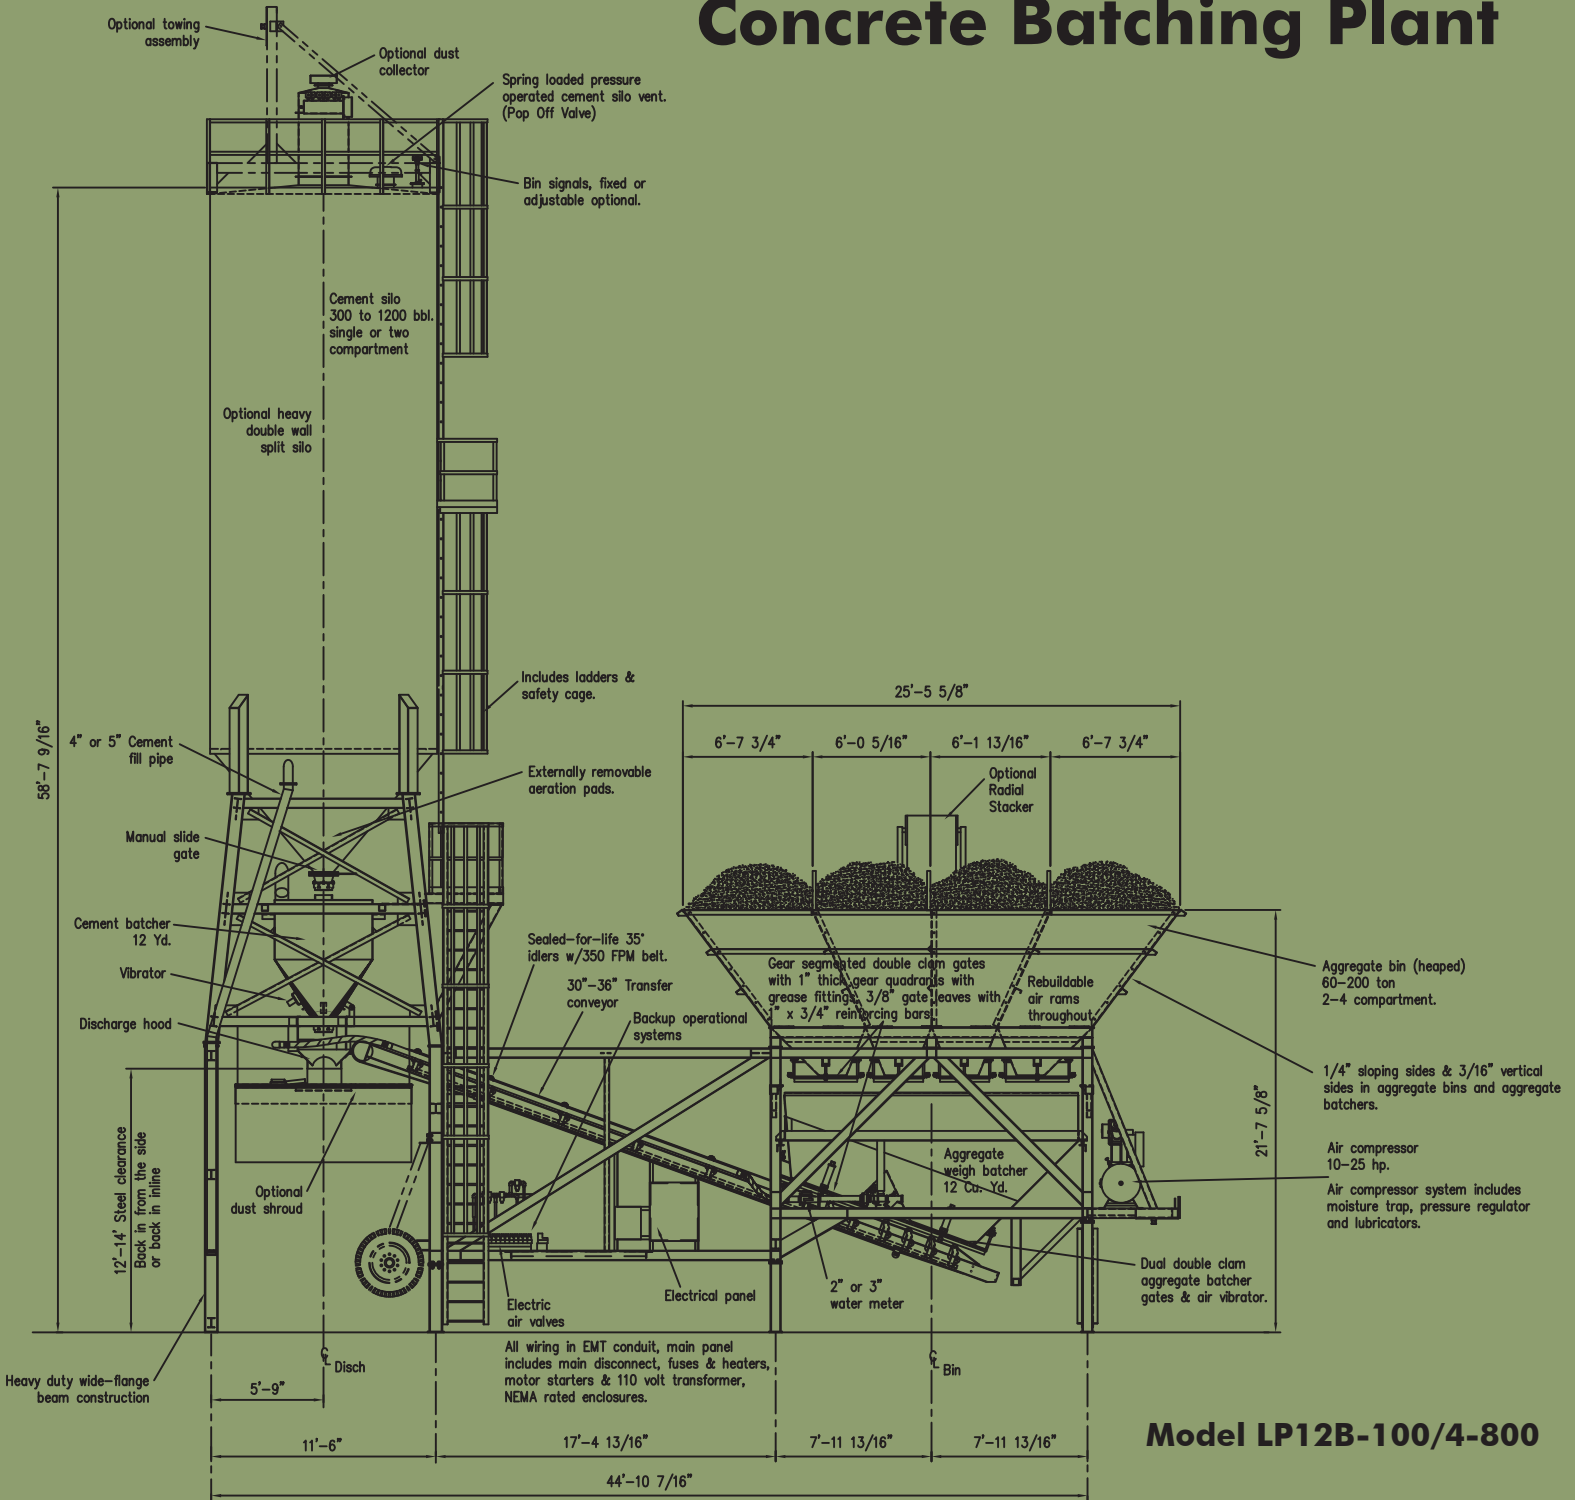 Concrete Batching Plant
Optional towing
assembly
Optional dust
collector
Spring loaded pressure
operated cement silo vent.
(Pop Off Valve)
Bin signals, fixed or
adjustable optional.
Cement silo
300 to 1200 bbl.
single or two
compartment
Optional heavy
double wall
split silo
58'-7 9/16"
Includes ladders &
safety cage.
4" or 5" Cement
fill pipe
Externally removable
aeration pads.
Manual slide
gate
Cement batcher
12 Yd.
Vibrator
Discharge hood
Sealed-for-life 35°
idlers w/350 FPM belt.
30"-36" Transfer
conveyor
Backup operational
systems
25'-5 5/8"
6'-7 3/4"
6'-0 5/16"
6'-1 13/16"
6'-7 3/4"
Optional
Radial
Stacker
Gear segmented double clam gates
with 1" thick gear quadrants with
grease fittings, 3/8" gate leaves with
1" x 3/4" reinforcing bars
Rebuildable
air rams
throughout
Aggregate bin (heaped)
60-200 ton
2-4 compartment.
1/4" sloping sides & 3/16" vertical
sides in aggregate bins and aggregate
batchers.
21'-7 5/8"
Air compressor
10-25 hp.
Air compressor system includes
moisture trap, pressure regulator
and lubricators.
Aggregate
weigh batcher
12 Cu. Yd.
Dual double clam
aggregate batcher
gates & air vibrator.
2" or 3"
water meter
Electrical panel
Electric
air valves
All wiring in EMT conduit, main panel
includes main disconnect, fuses & heaters,
motor starters & 110 volt transformer,
NEMA rated enclosures.
Optional
dust shroud
12'-14' Steel clearance
Back in from the side
or back in inline
Heavy duty wide-flange
beam construction
CL Disch
CL Bin
5'-9"
11'-6"
17'-4 13/16"
7'-11 13/16"
7'-11 13/16"
44'-10 7/16"
Model LP12B-100/4-800